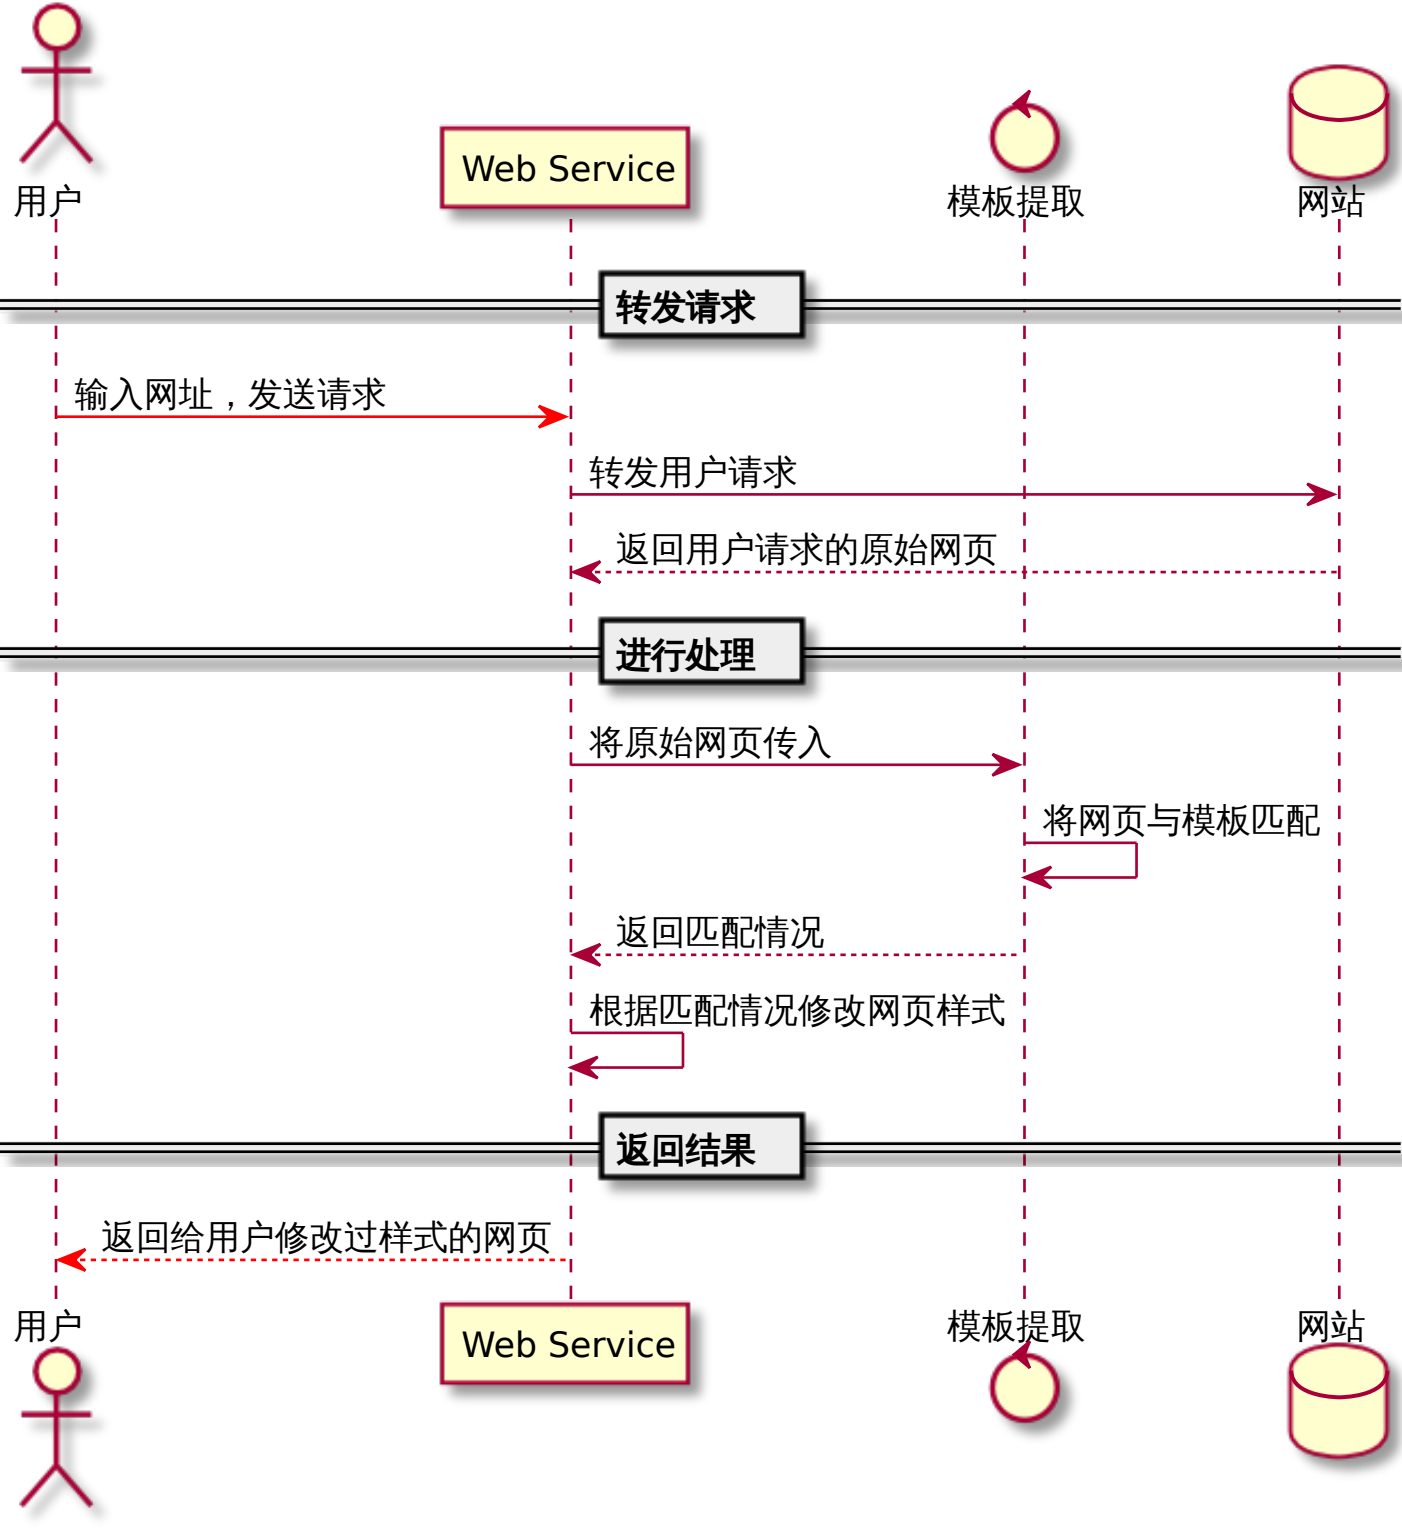 用户
Web Service
模板提取
网站
转发请求
输入网址，发送请求
转发用户请求
返回用户请求的原始网页
进行处理
将原始网页传入
将网页与模板匹配
返回匹配情况
根据匹配情况修改网页样式
返回结果
返回给用户修改过样式的网页
用户
Web Service
模板提取
网站